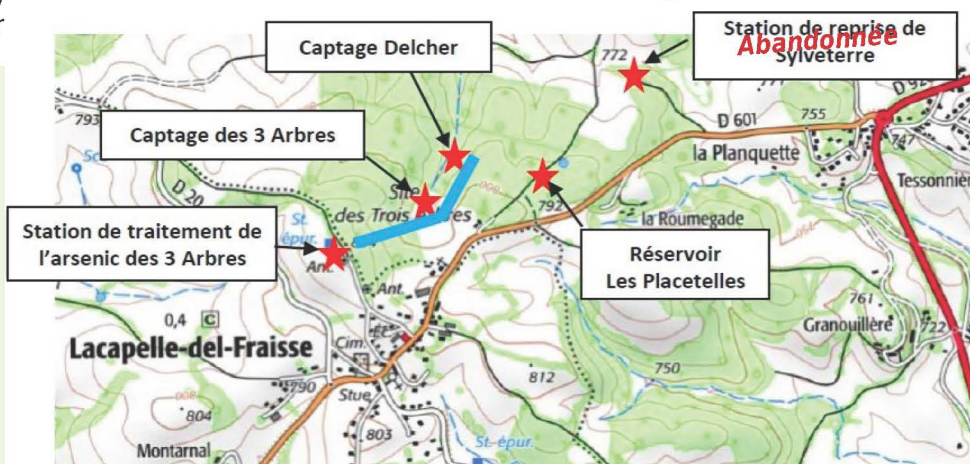 Station de reprise de
Sylveterre
Abandonnée
Captage Delcher
772
Captage des 3 Arbres
793
D 601
755
747
la Planquette
Tessonniè
D 20
Site
des Trois Arbres
792
la Roumegade
St.
épur.
Station de traitement de
l'arsenic des 3 Arbres
Ant.
Réservoir
Les Placetelles
Ant.
761
Granouillère
722
0,4 C
Lacapelle-del-Fraisse
Cim.
790
Stue
812
750
804
803
St. épur.
Montarnal